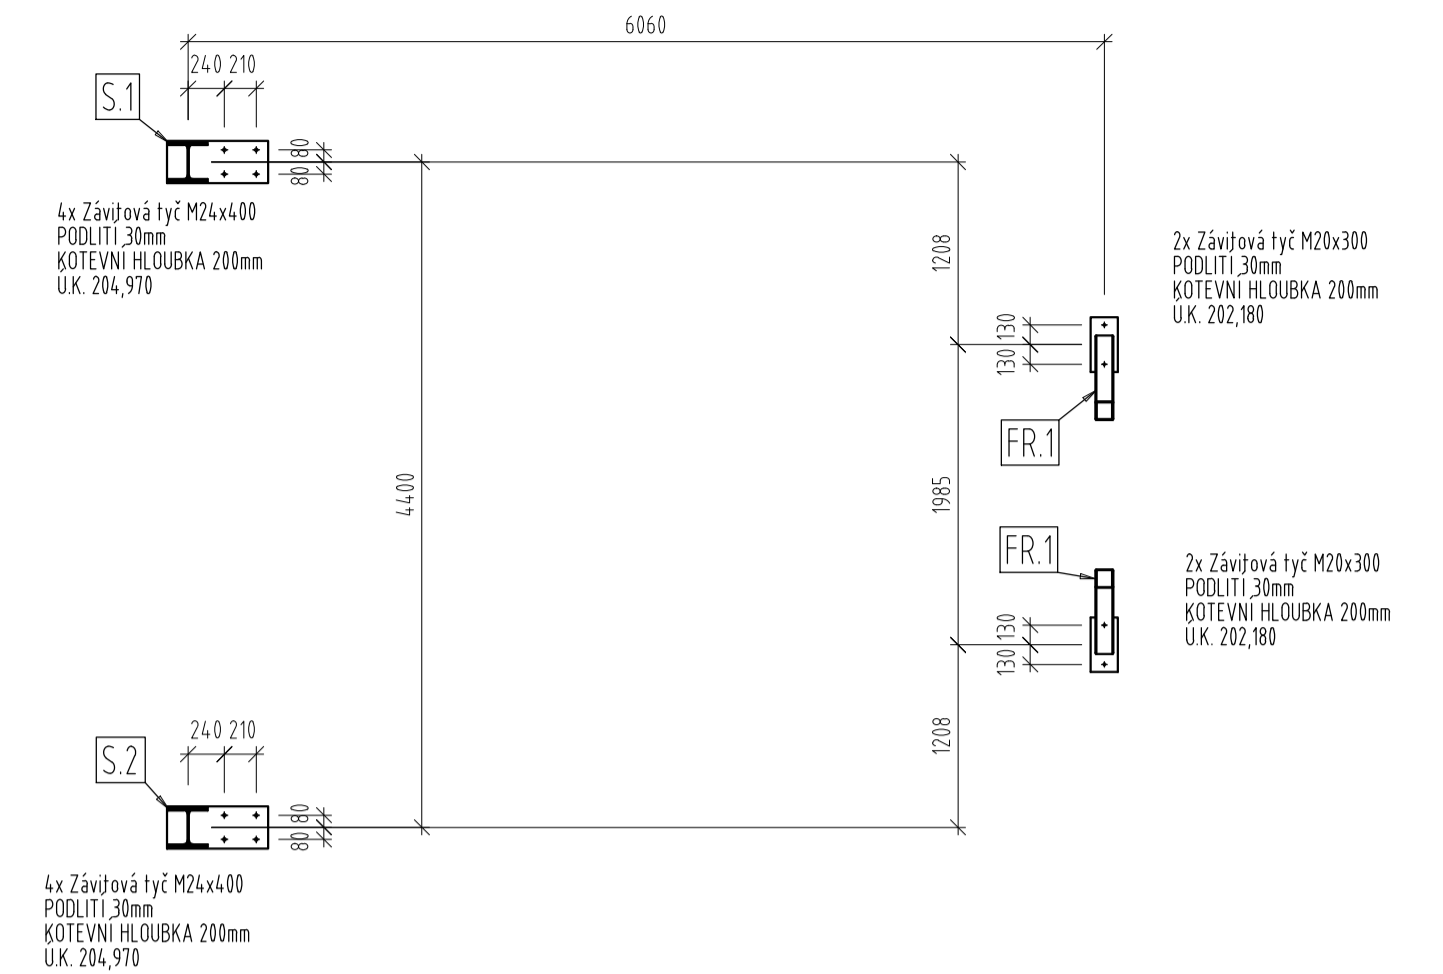 6060
240 210
S.1
80
80
4x Závitová tyč M24x400
PODLITÍ 30mm
KOTEVNÍ HLOUBKA 200mm
Ú.K. 204,970
1208
2x Závitová tyč M20x300
PODLITÍ 30mm
KOTEVNÍ HLOUBKA 200mm
Ú.K. 202,180
130
130
FR.1
4400
1985
FR.1
2x Závitová tyč M20x300
PODLITÍ 30mm
KOTEVNÍ HLOUBKA 200mm
Ú.K. 202,180
130
130
1208
240 210
S.2
80
80
4x Závitová tyč M24x400
PODLITÍ 30mm
KOTEVNÍ HLOUBKA 200mm
Ú.K. 204,970